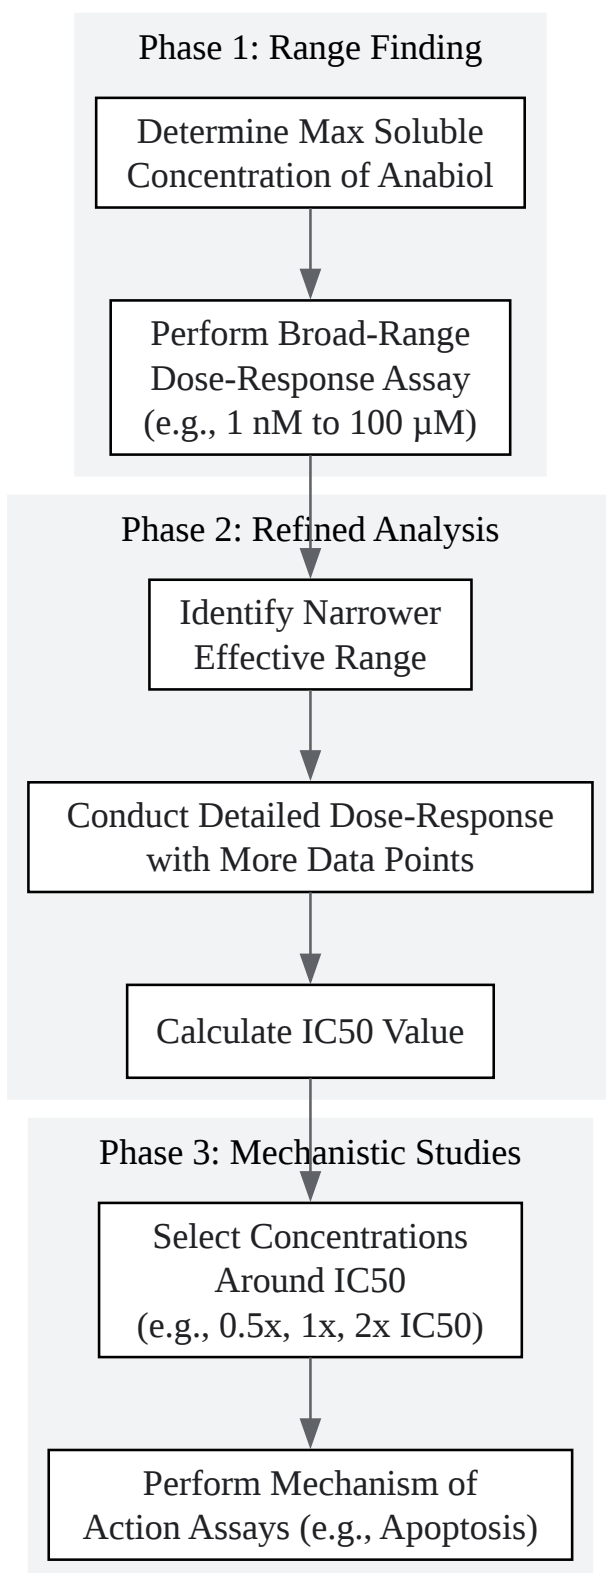 Phase 1: Range Finding
Determine Max Soluble
Concentration of Anabiol
Perform Broad-Range
Dose-Response Assay
(e.g., 1 nM to 100 µM)
Phase 2: Refined Analysis
Identify Narrower
Effective Range
Conduct Detailed Dose-Response
with More Data Points
Calculate IC50 Value
Phase 3: Mechanistic Studies
Select Concentrations
Around IC50
(e.g., 0.5x, 1x, 2x IC50)
Perform Mechanism of
Action Assays (e.g., Apoptosis)